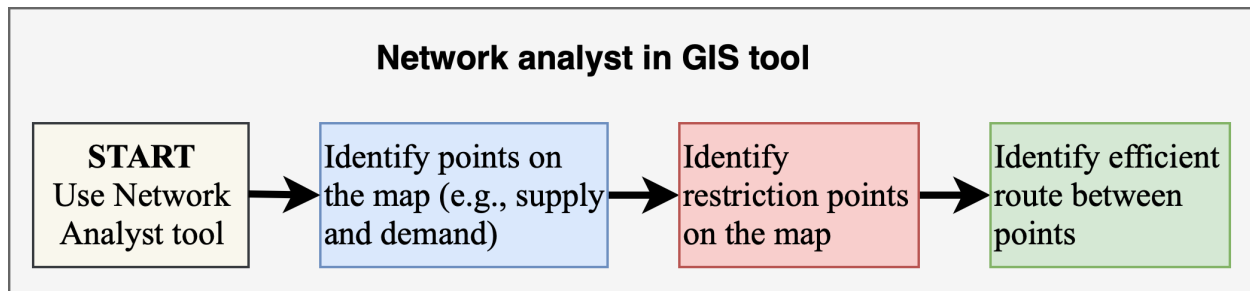 Network analyst in GIS tool
START
Use Network
Analyst tool
Identify points on
the map (e.g., supply
and demand)
Identify
restriction points
on the map
Identify efficient
route between
points